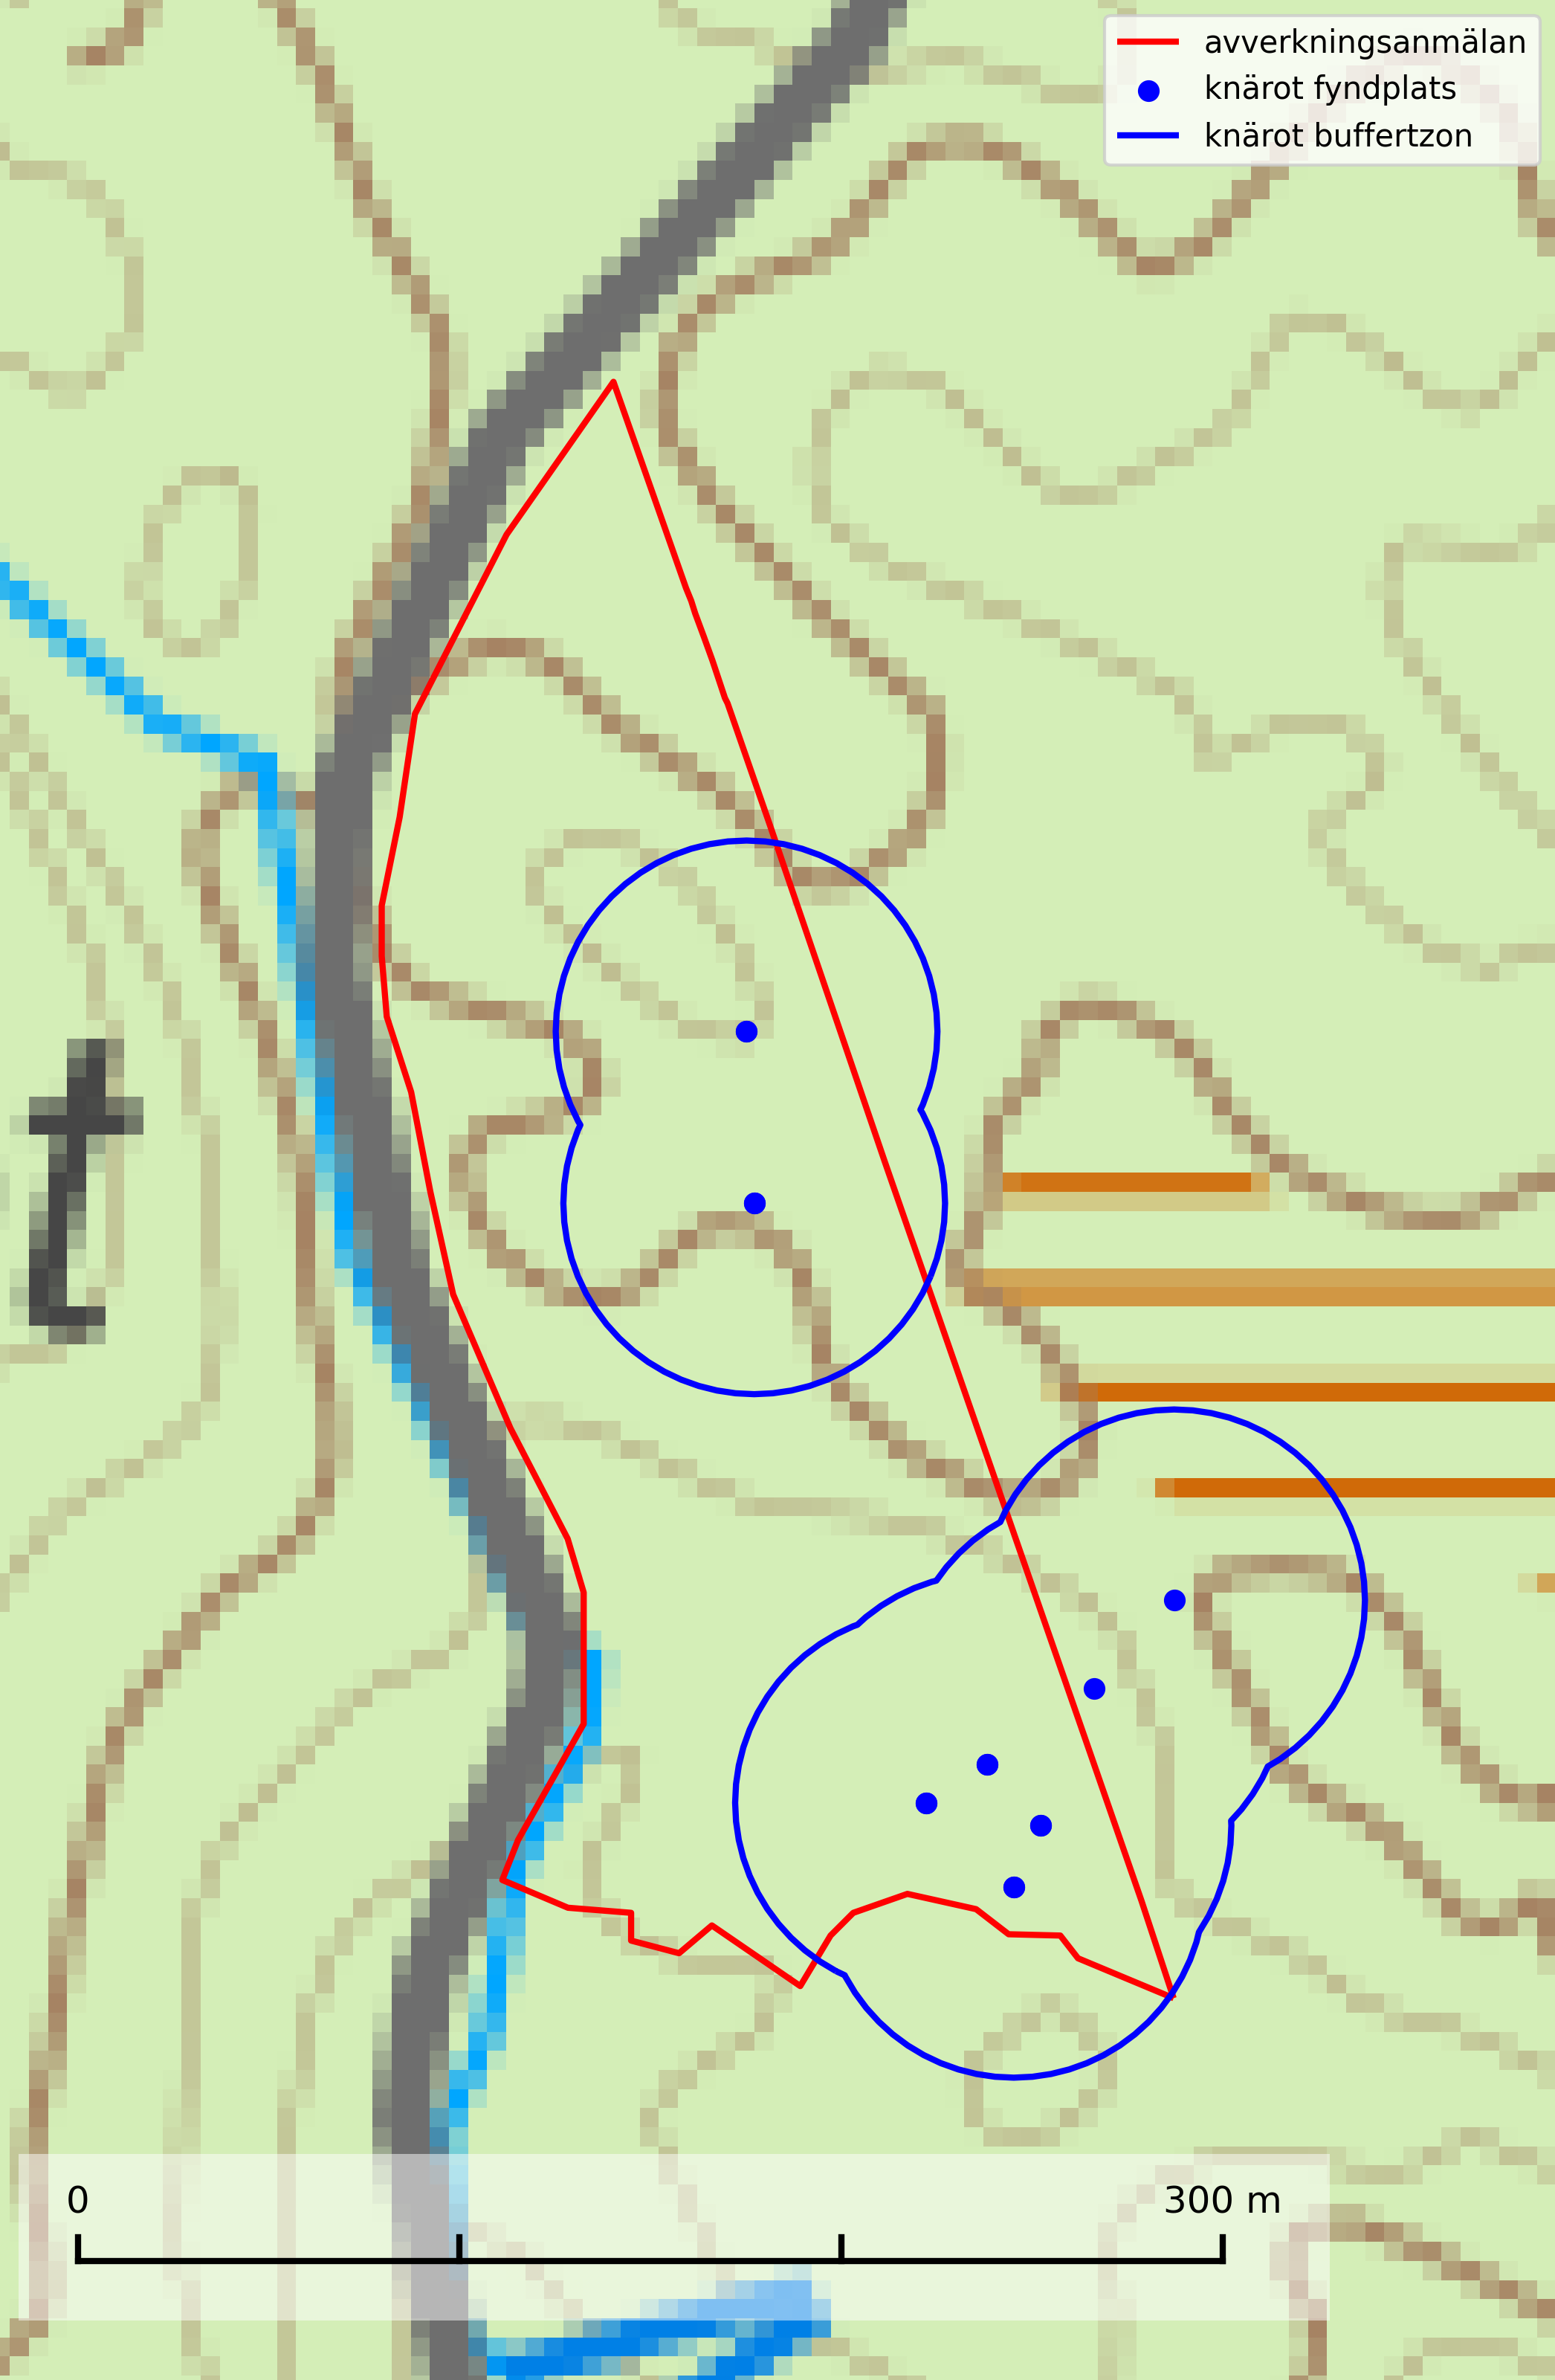 avverkningsanmälan
knärot fyndplats
knärot buffertzon
0 300 m